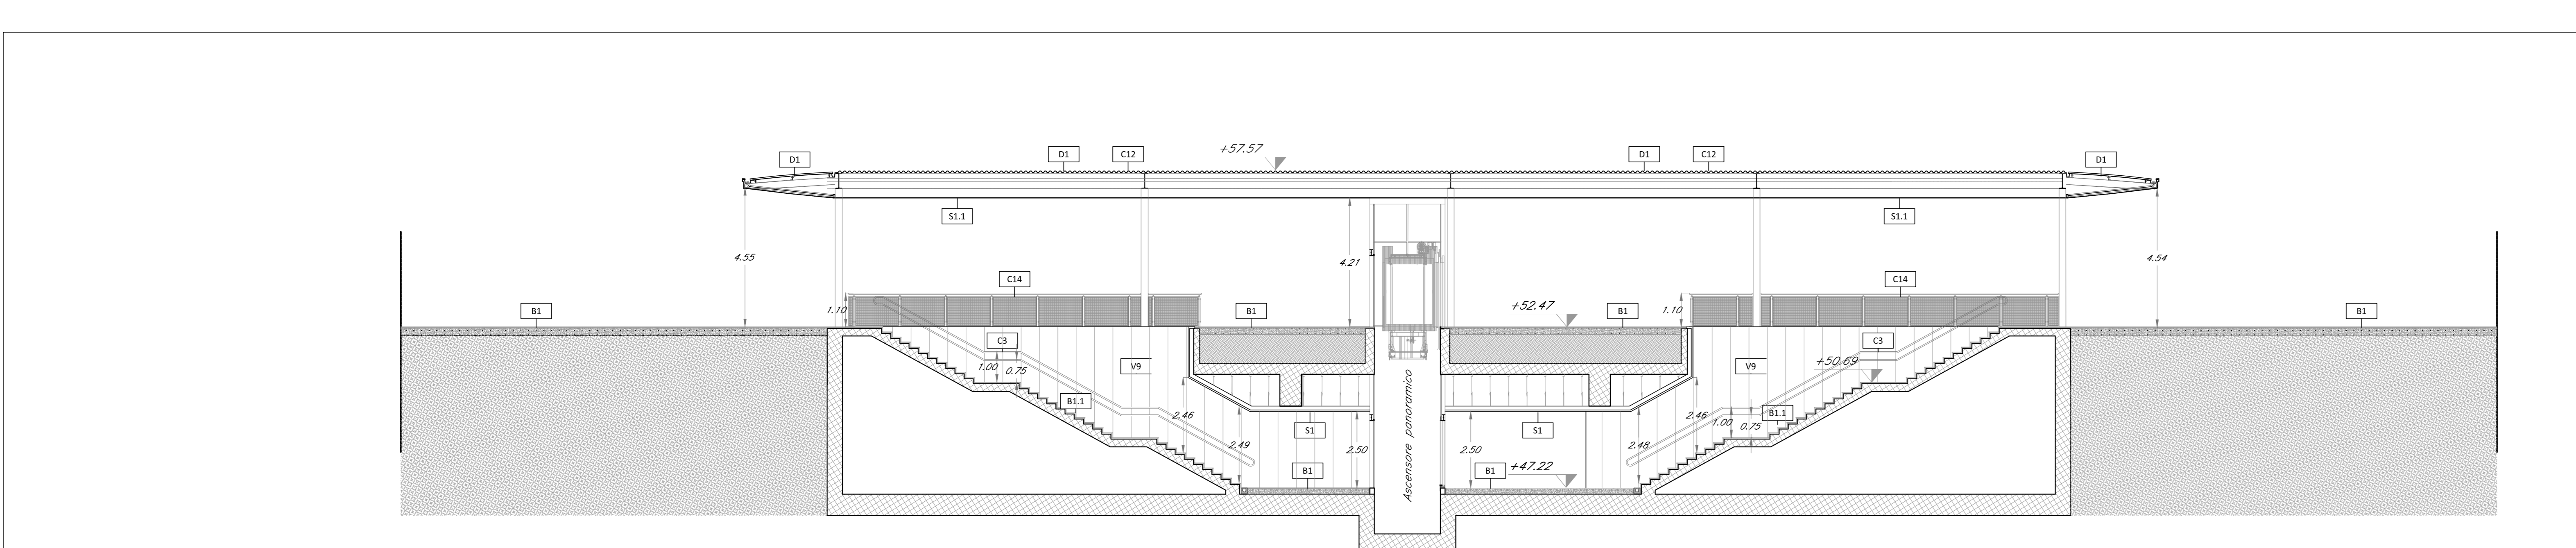 +57.57
D1
C12
D1
C12
D1
D1
S1.1
S1.1
4.55
4.21
4.54
C14
C14
B1
1.10
B1
+52.47
B1
1.10
B1
C3
1.00
0.75
V9
V9
C3
+50.69
B1.1
2.46
2.46
1.00
0.75
B1.1
S1
S1
2.49
2.50
Ascensore panoramico
2.50
2.48
B1
B1
+47.22